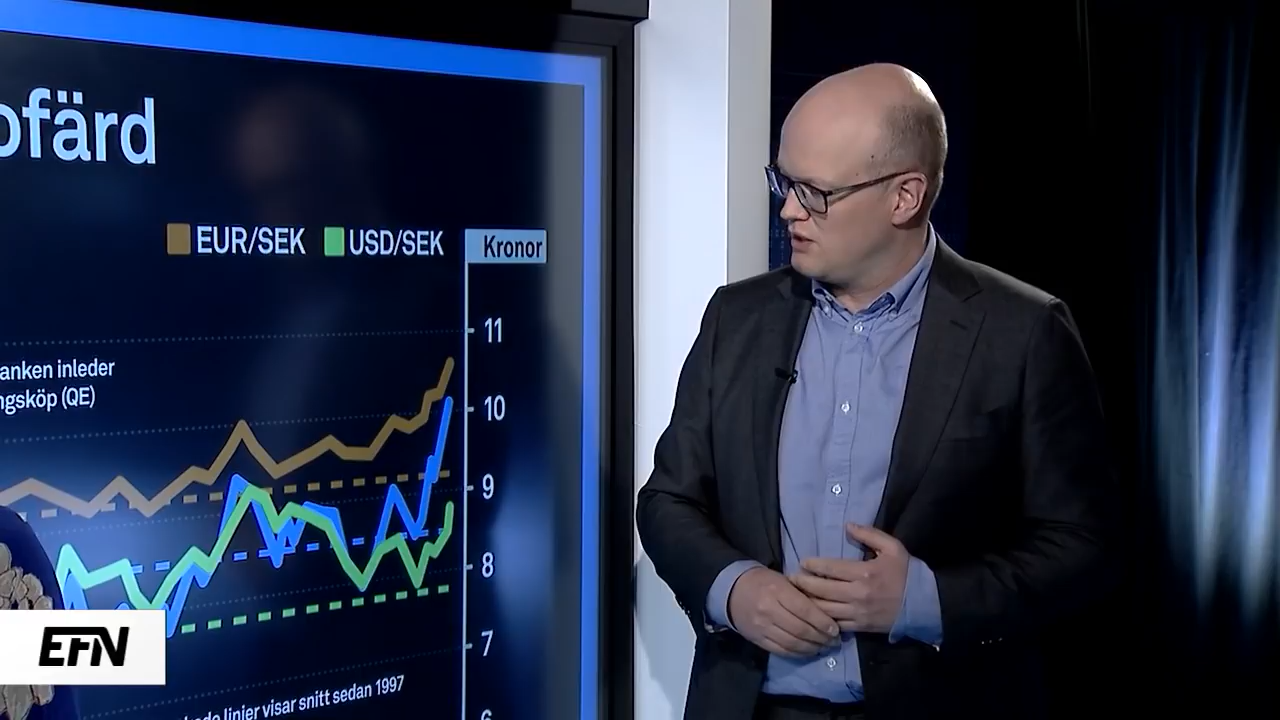 ofärd
EUR/SEK USD/SEK Kronor
11
anken inleder
ngsköp (QE)
10
9
8
7
ade linjer visar snitt sedan 1997
6
EFN